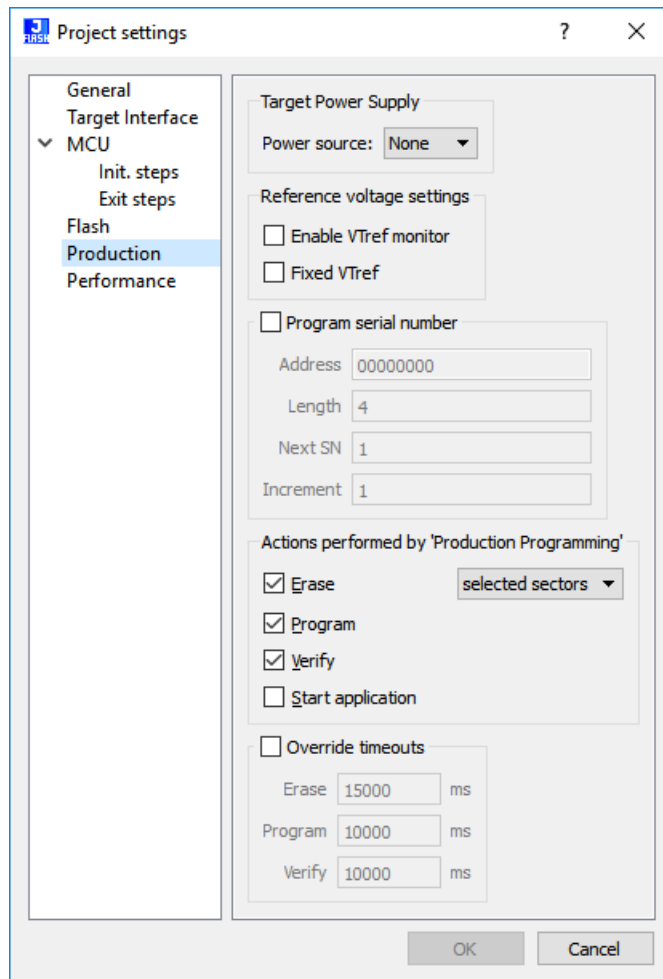 J
FLASH
Project settings
?
General
Target Interface
MCU
Init. steps
Exit steps
Flash
Production
Performance
Target Power Supply
Power source: None
Reference voltage settings
Enable VTref monitor
Fixed VTref
Program serial number
Address 00000000
Length 4
Next SN 1
Increment 1
Actions performed by 'Production Programming'
Erase selected sectors
Program
Verify
Start application
Override timeouts
Erase 15000 ms
Program 10000 ms
Verify 10000 ms
OK Cancel